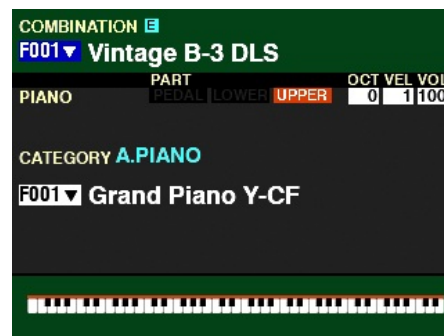 COMBINATION E
F001▼ Vintage B-3 DLS
PART OCT VEL VOL
PIANO PEDAL LOWER UPPER 0 1 100
CATEGORY A.PIANO
F001▼ Grand Piano Y-CF